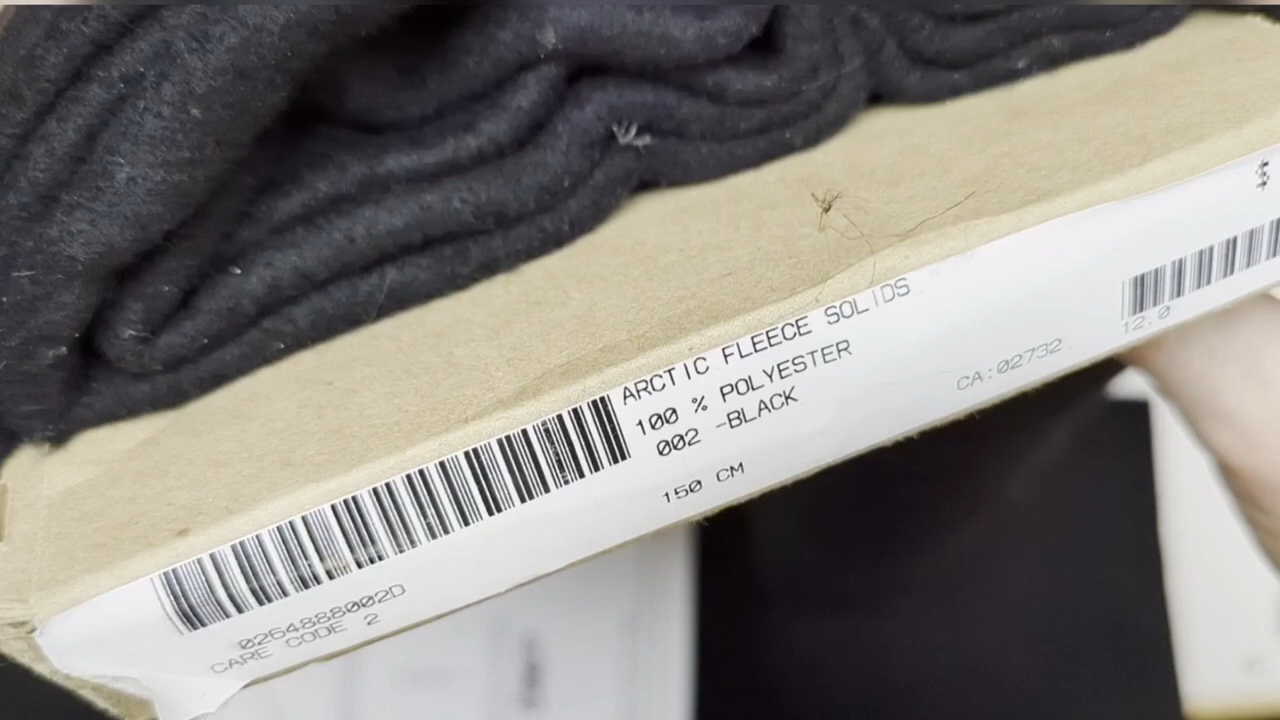 $
ARCTIC FLEECE SOLIDS
100 % POLYESTER
002 -BLACK
150 CM
CA:02732
12.0
0264888002D
CARE CODE 2